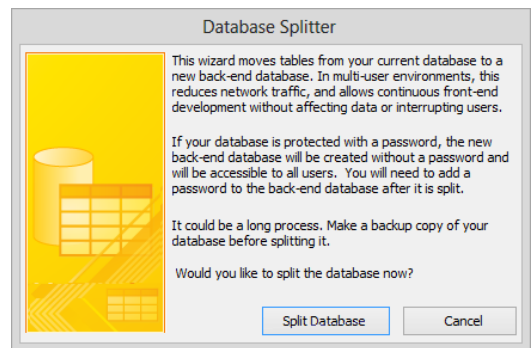 Database Splitter
This wizard moves tables from your current database to a
new back-end database. In multi-user environments, this
reduces network traffic, and allows continuous front-end
development without affecting data or interrupting users.
If your database is protected with a password, the new
back-end database will be created without a password and
will be accessible to all users.  You will need to add a
password to the back-end database after it is split.
It could be a long process. Make a backup copy of your
database before splitting it.
Would you like to split the database now?
Split Database
Cancel